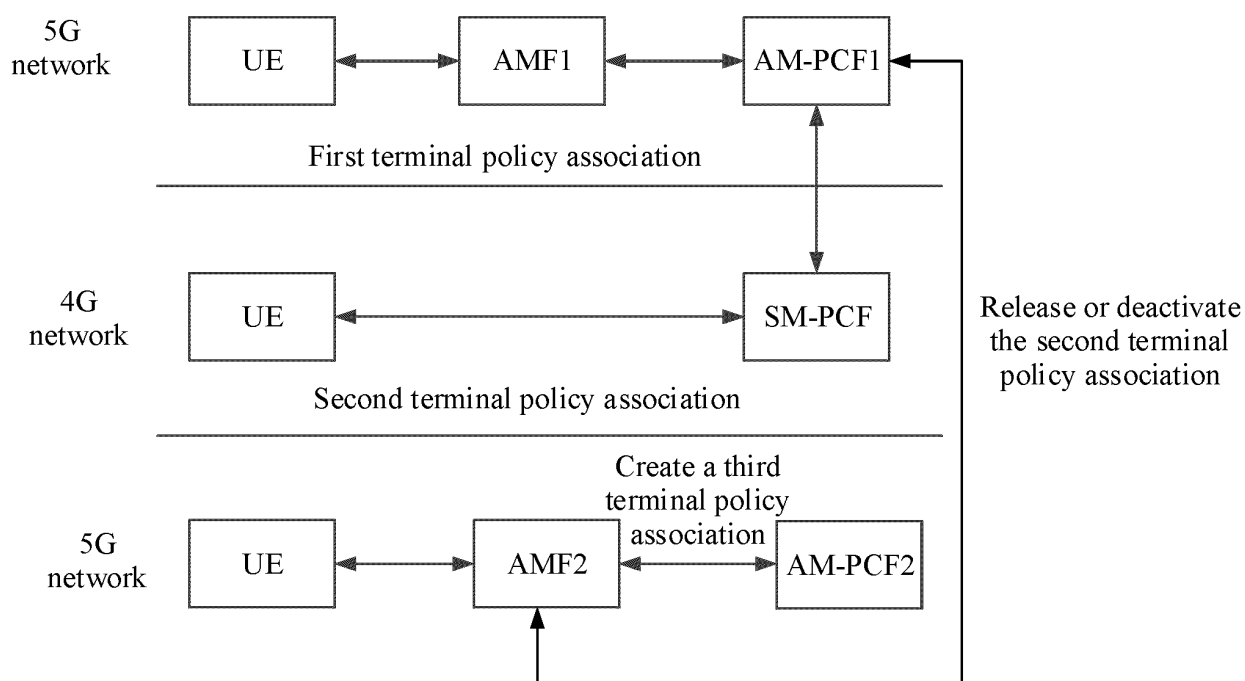 5G
network
UE
AMF1
AM-PCF1
First terminal policy association
4G
network
UE
SM-PCF
Release or deactivate
the second terminal
policy association
Second terminal policy association
5G
network
UE
AMF2
Create a third
terminal policy
association
AM-PCF2